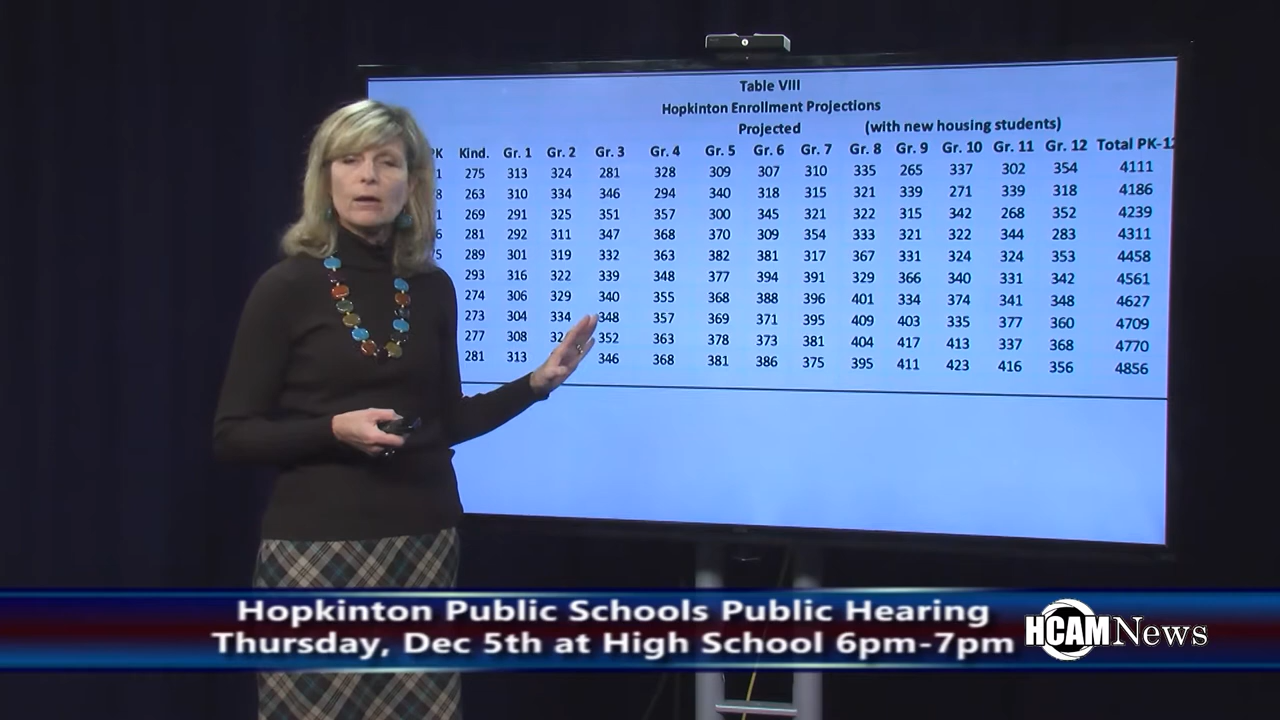 Table VIII
Hopkinton Enrollment Projections
Projected (with new housing students)
Kind. Gr. 1 Gr. 2 Gr. 3 Gr. 4 Gr. 5 Gr. 6 Gr. 7 Gr. 8 Gr. 9 Gr. 10 Gr. 11 Gr. 12 Total PK-12
275 313 324 281 328 309 307 310 335 265 337 302 354 4111
263 310 334 346 294 340 318 315 321 339 271 339 318 4186
269 291 325 351 357 300 345 321 322 315 342 268 352 4239
281 292 311 347 368 370 309 354 333 321 322 344 283 4311
289 301 319 332 363 382 381 317 367 331 324 324 353 4458
293 316 322 339 348 377 394 391 329 366 340 331 342 4561
274 306 329 340 355 368 388 396 401 334 374 341 348 4627
273 304 334 348 357 369 371 395 409 403 335 377 360 4709
277 308 352 363 378 373 381 404 417 413 337 368 4770
281 313 346 368 381 386 375 395 411 423 416 356 4856
Hopkinton Public Schools Public Hearing
Thursday, Dec 5th at High School 6pm-7pm
HCAM News